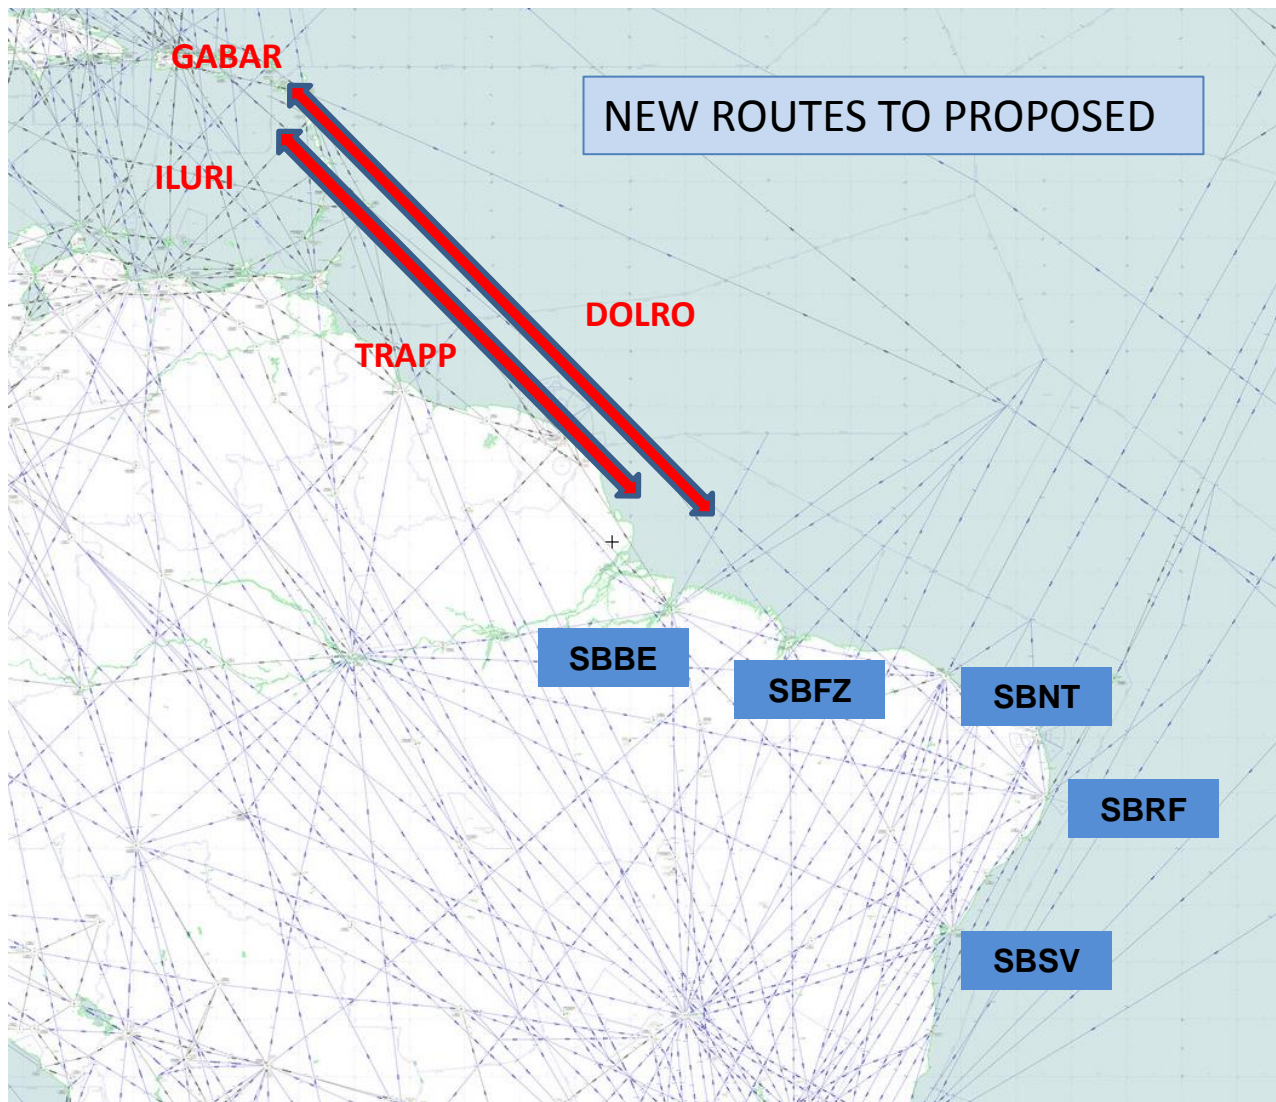 GABAR
NEW ROUTES TO PROPOSED
ILURI
DOLRO
TRAPP
SBBE
SBFZ
SBNT
SBRF
SBSV